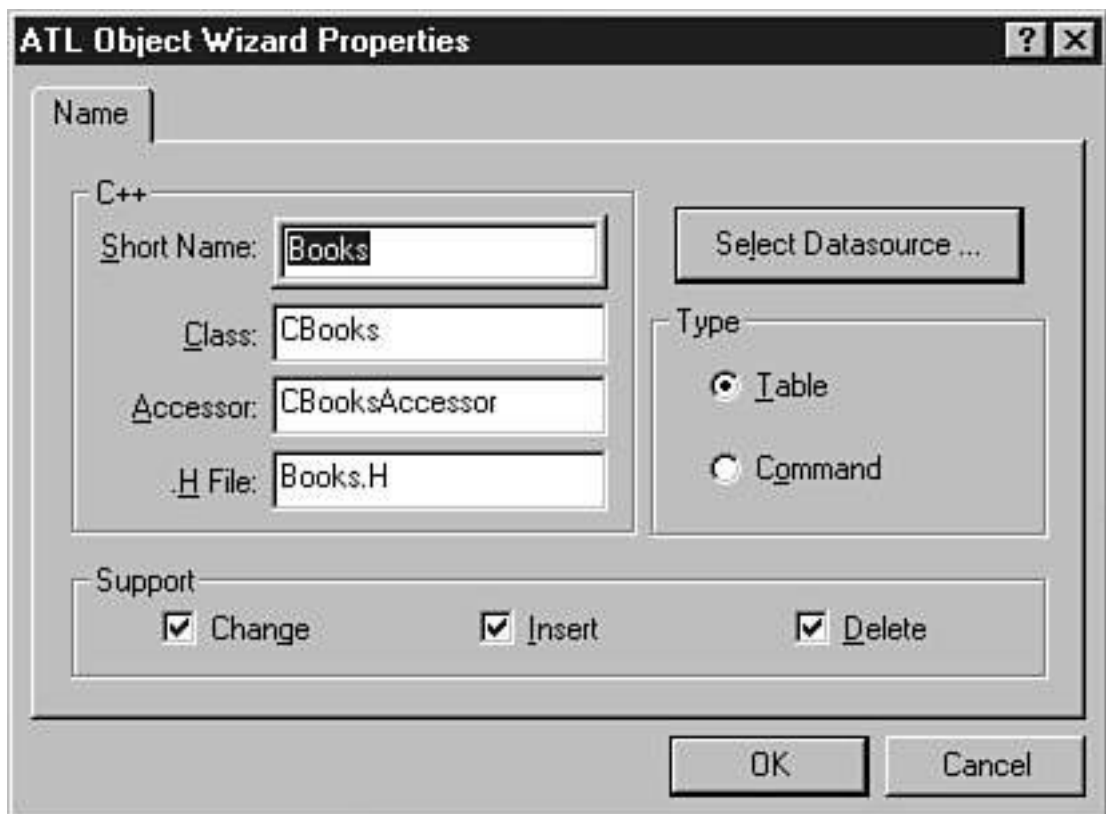 ATL Object Wizard Properties
Name
C++
Short Name: Books
Class: CBooks
Accessor: CBooksAccessor
.H File: Books.H
Select Datasource ...
Type
Table
Command
Support
Change Insert Delete
OK Cancel